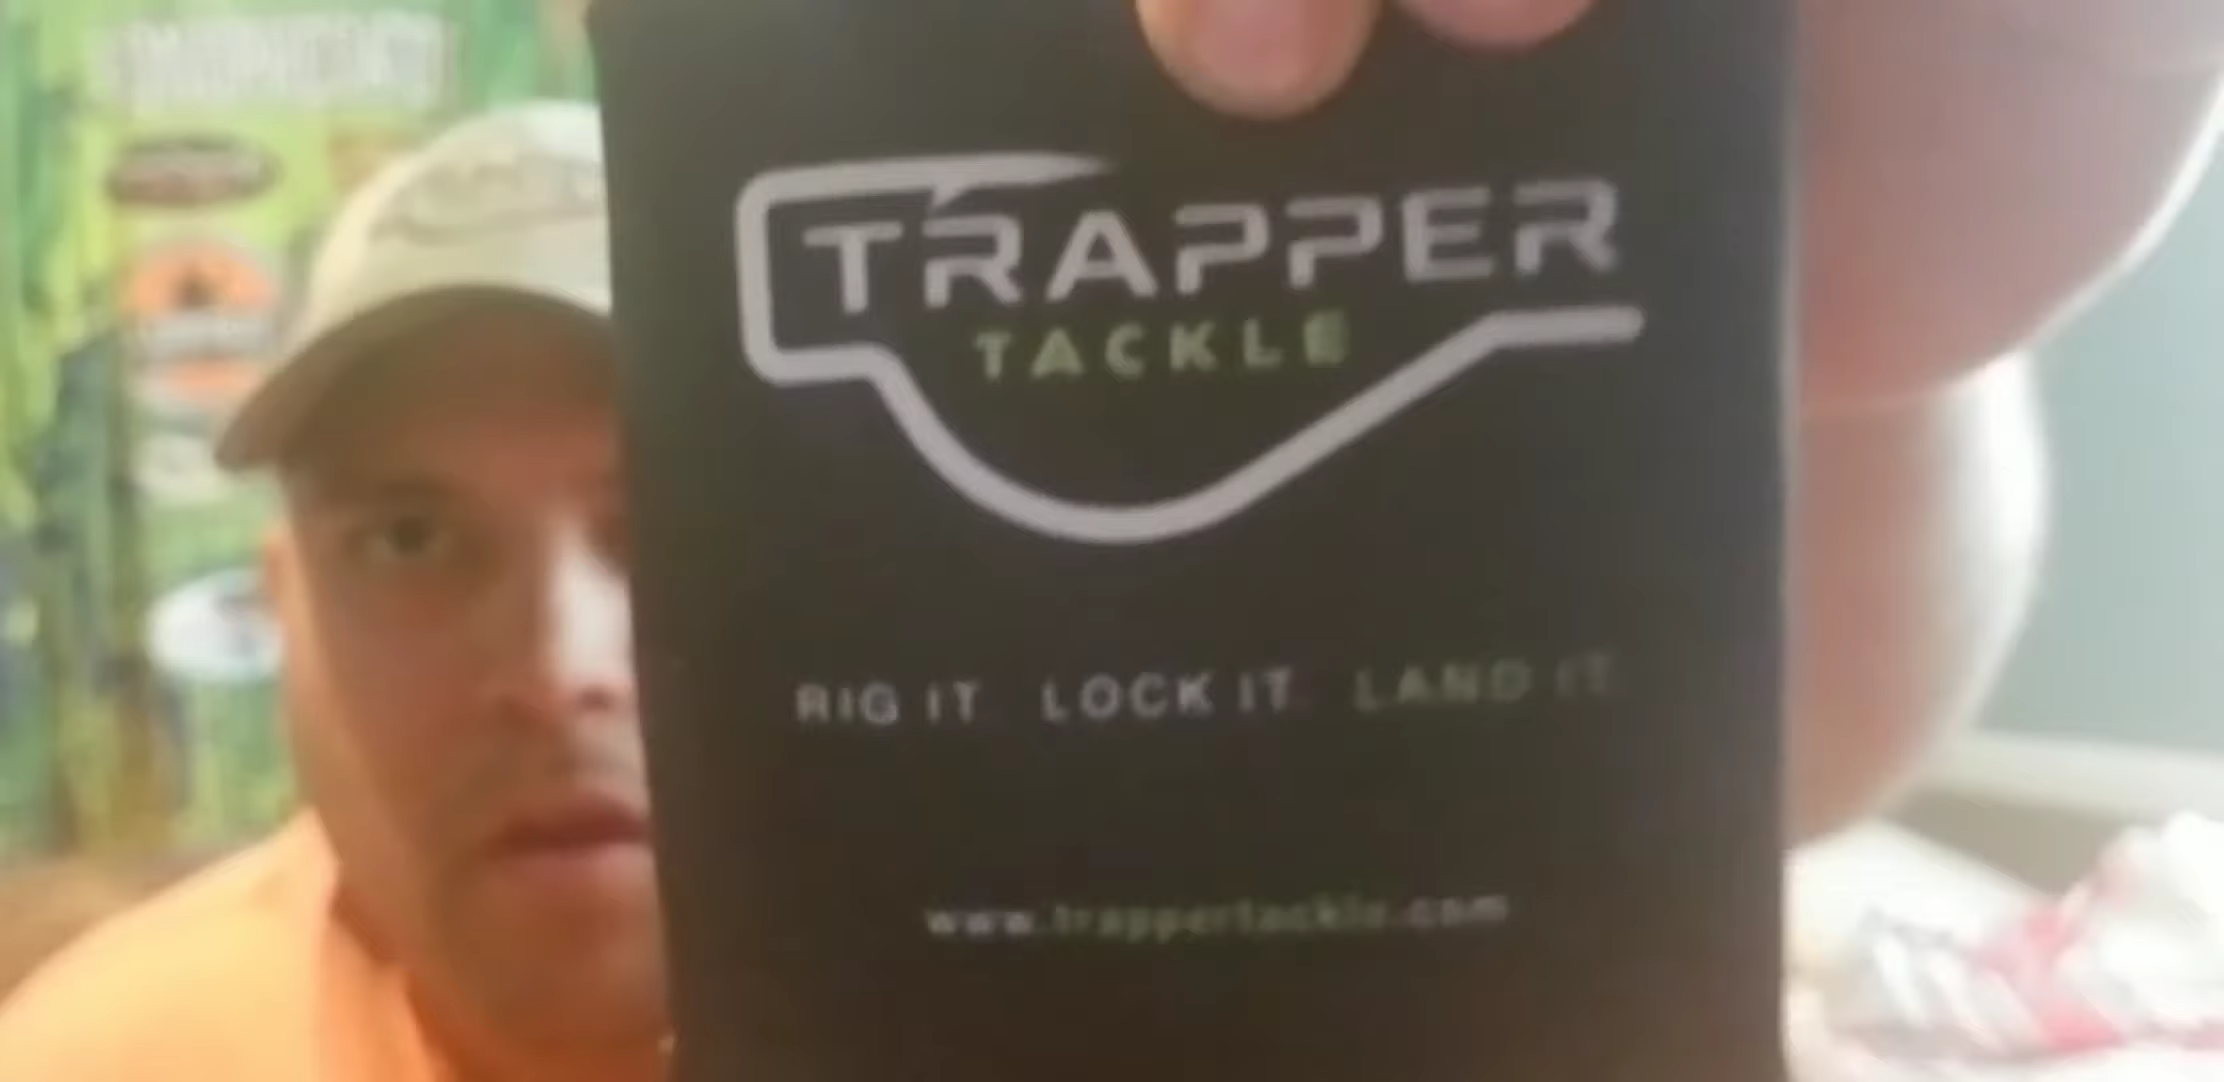 TRAPPER
TACKLE
RIG IT. LOCK IT. LAND IT.
www.trappertackle.com